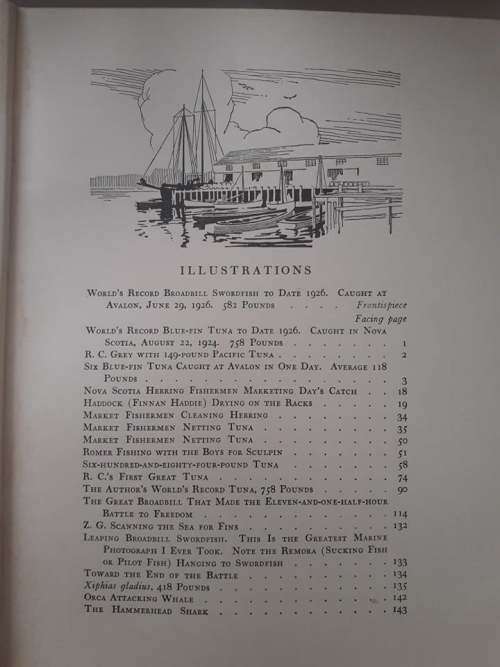 ILLUSTRATIONS
World's Record Broadbill Swordfish to Date 1926. Caught at
Avalon, June 29, 1926. 582 Pounds . . . . Frontispiece
Facing page
World's Record Blue-fin Tuna to Date 1926. Caught in Nova
Scotia, August 22, 1924. 758 Pounds . . . . . . 1
R. C. Grey with 149-pound Pacific Tuna . . . . . . . 2
Six Blue-fin Tuna Caught at Avalon in One Day. Average 118
Pounds . . . . . . . . . . . . . . 3
Nova Scotia Herring Fishermen Marketing Day's Catch . . 18
Haddock (Finnan Haddie) Drying on the Racks . . . . 19
Market Fishermen Cleaning Herring . . . . . . . 34
Market Fishermen Netting Tuna . . . . . . . . 35
Market Fishermen Netting Tuna . . . . . . . . 50
Romer Fishing with the Boys for Sculpin . . . . . . 51
Six-hundred-and-eighty-four-pound Tuna . . . . . . 58
R. C.'s First Great Tuna . . . . . . . . . . 74
The Author's World's Record Tuna, 758 Pounds . . . . 90
The Great Broadbill That Made the Eleven-and-one-half-hour
Battle to Freedom . . . . . . . . . . . 114
Z. G. Scanning the Sea for Fins . . . . . . . . 132
Leaping Broadbill Swordfish. This Is the Greatest Marine
Photograph I Ever Took. Note the Remora (Sucking Fish
or Pilot Fish) Hanging to Swordfish . . . . . . 133
Toward the End of the Battle . . . . . . . . . 134
Xiphias gladius, 418 Pounds . . . . . . . . . . 135
Orca Attacking Whale . . . . . . . . . . . 142
The Hammerhead Shark . . . . . . . . . . . 143